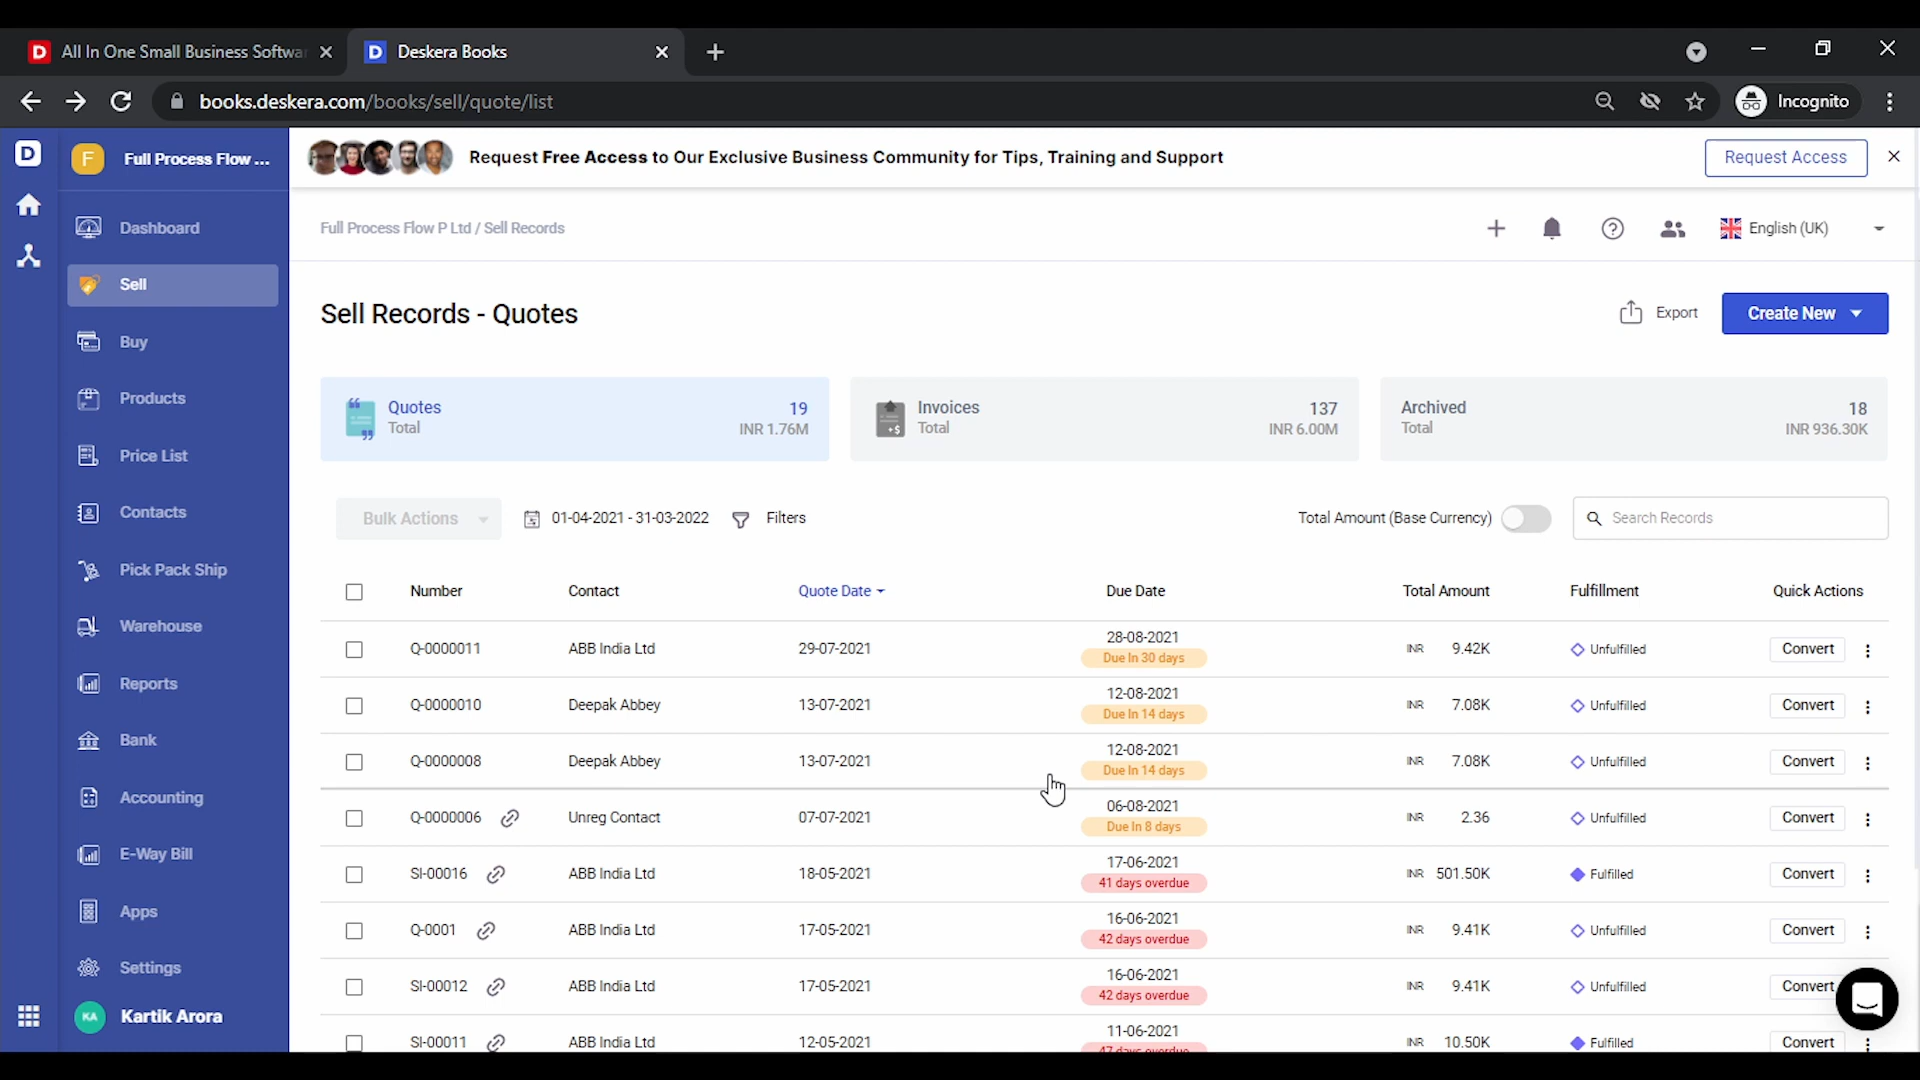 All In One Small Business Softwa
Deskera Books
books.deskera.com/books/sell/quote/list
Incognito
D
F
Full Process Flow ...
Request Free Access to Our Exclusive Business Community for Tips, Training and Support
Request Access
Dashboard
Sell
Buy
Products
Price List
Contacts
Pick Pack Ship
Warehouse
Reports
Bank
Accounting
E-Way Bill
Apps
Settings
KA
Kartik Arora
Full Process Flow P Ltd / Sell Records
English (UK)
Sell Records - Quotes
Export
Create New
Quotes 19
Total INR 1.76M
Invoices 137
Total INR 6.00M
Archived 18
Total INR 936.30K
Bulk Actions
01-04-2021 - 31-03-2022
Filters
Total Amount (Base Currency)
Search Records
Number Contact Quote Date Due Date Total Amount Fulfillment Quick Actions
Q-0000011 ABB India Ltd 29-07-2021 28-08-2021 INR 9.42K Unfulfilled Convert
Due In 30 days
Q-0000010 Deepak Abbey 13-07-2021 12-08-2021 INR 7.08K Unfulfilled Convert
Due In 14 days
Q-0000008 Deepak Abbey 13-07-2021 12-08-2021 INR 7.08K Unfulfilled Convert
Due In 14 days
Q-0000006 Unreg Contact 07-07-2021 06-08-2021 INR 2.36 Unfulfilled Convert
Due In 8 days
SI-00016 ABB India Ltd 18-05-2021 17-06-2021 INR 501.50K Fulfilled Convert
41 days overdue
Q-0001 ABB India Ltd 17-05-2021 16-06-2021 INR 9.41K Unfulfilled Convert
42 days overdue
SI-00012 ABB India Ltd 17-05-2021 16-06-2021 INR 9.41K Unfulfilled Convert
42 days overdue
SI-00011 ABB India Ltd 12-05-2021 11-06-2021 INR 10.50K Fulfilled Convert
47 days overdue